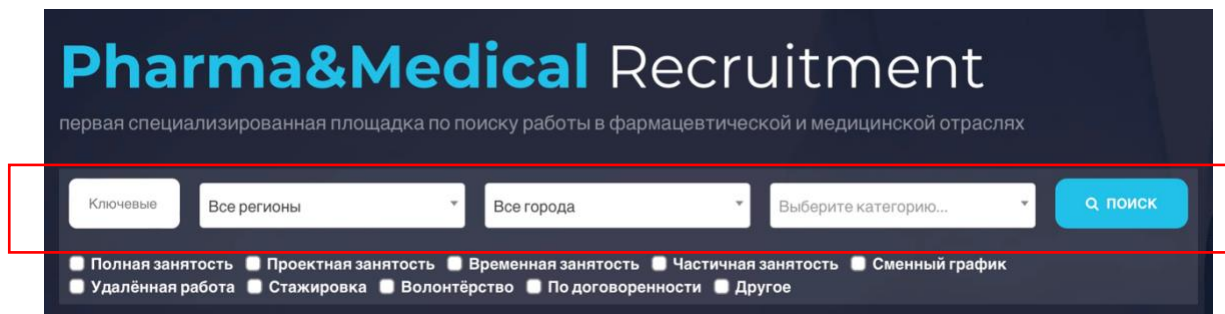 Pharma&Medical Recruitment
первая специализированная площадка по поиску работы в фармацевтической и медицинской отраслях
Ключевые Все регионы Все города Выберите категорию... ПОИСК
Полная занятость Проектная занятость Временная занятость Частичная занятость Сменный график
Удалённая работа Стажировка Волонтёрство По договоренности Другое